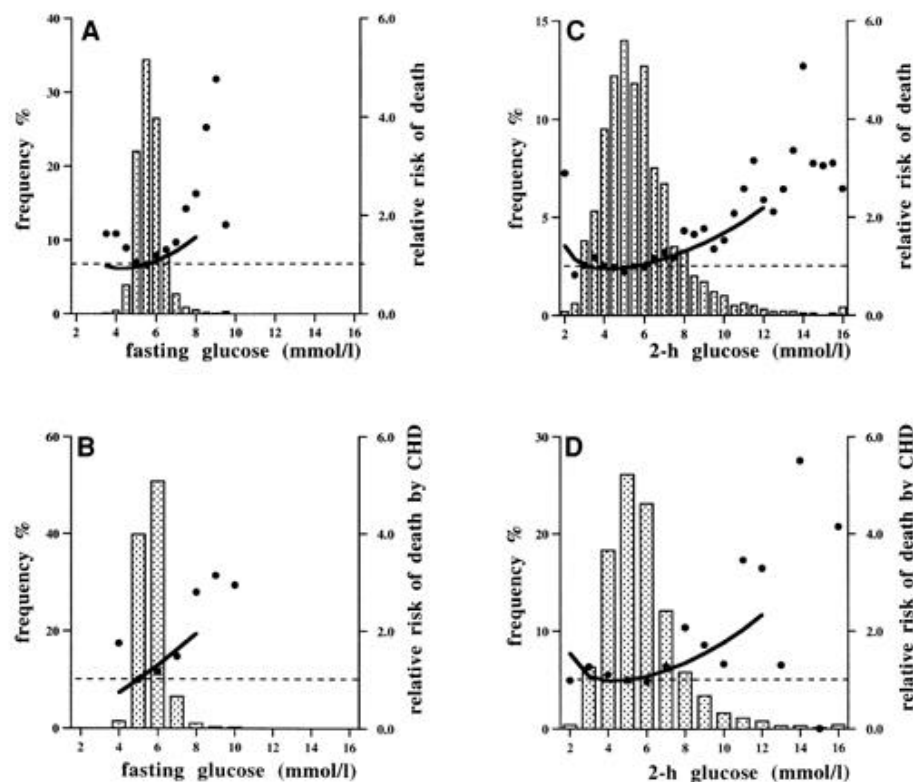 A
frequency %
40
30
20
10
0
2 4 6 8 10 12 14 16
fasting glucose (mmol/l)
6.0
4.0
2.0
0.0
relative risk of death
C
frequency %
15
10
5
0
2 4 6 8 10 12 14 16
2-h glucose (mmol/l)
6.0
4.0
2.0
0.0
relative risk of death
B
frequency %
60
40
20
0
2 4 6 8 10 12 14 16
fasting glucose (mmol/l)
6.0
4.0
2.0
0.0
relative risk of death by CHD
D
frequency %
30
20
10
0
2 4 6 8 10 12 14 16
2-h glucose (mmol/l)
6.0
4.0
2.0
0.0
relative risk of death by CHD